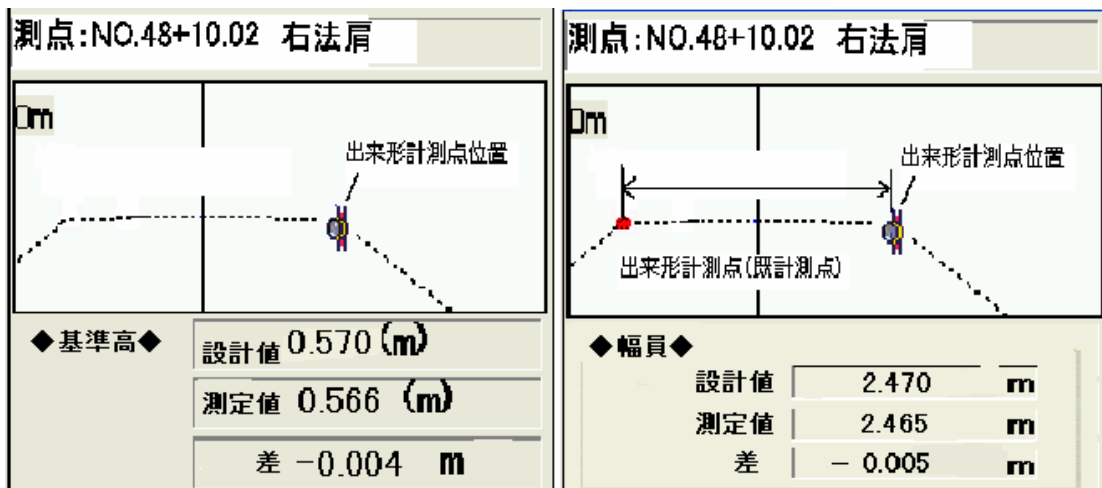 測点:NO.48+10.02 右法肩
0m
出来形計測点位置
◆基準高◆
設計値 0.570 (m)
測定値 0.566 (m)
差 -0.004 m
測点:NO.48+10.02 右法肩
0m
出来形計測点位置
出来形計測点(既計測点)
◆幅員◆
設計値 2.470 m
測定値 2.465 m
差 - 0.005 m